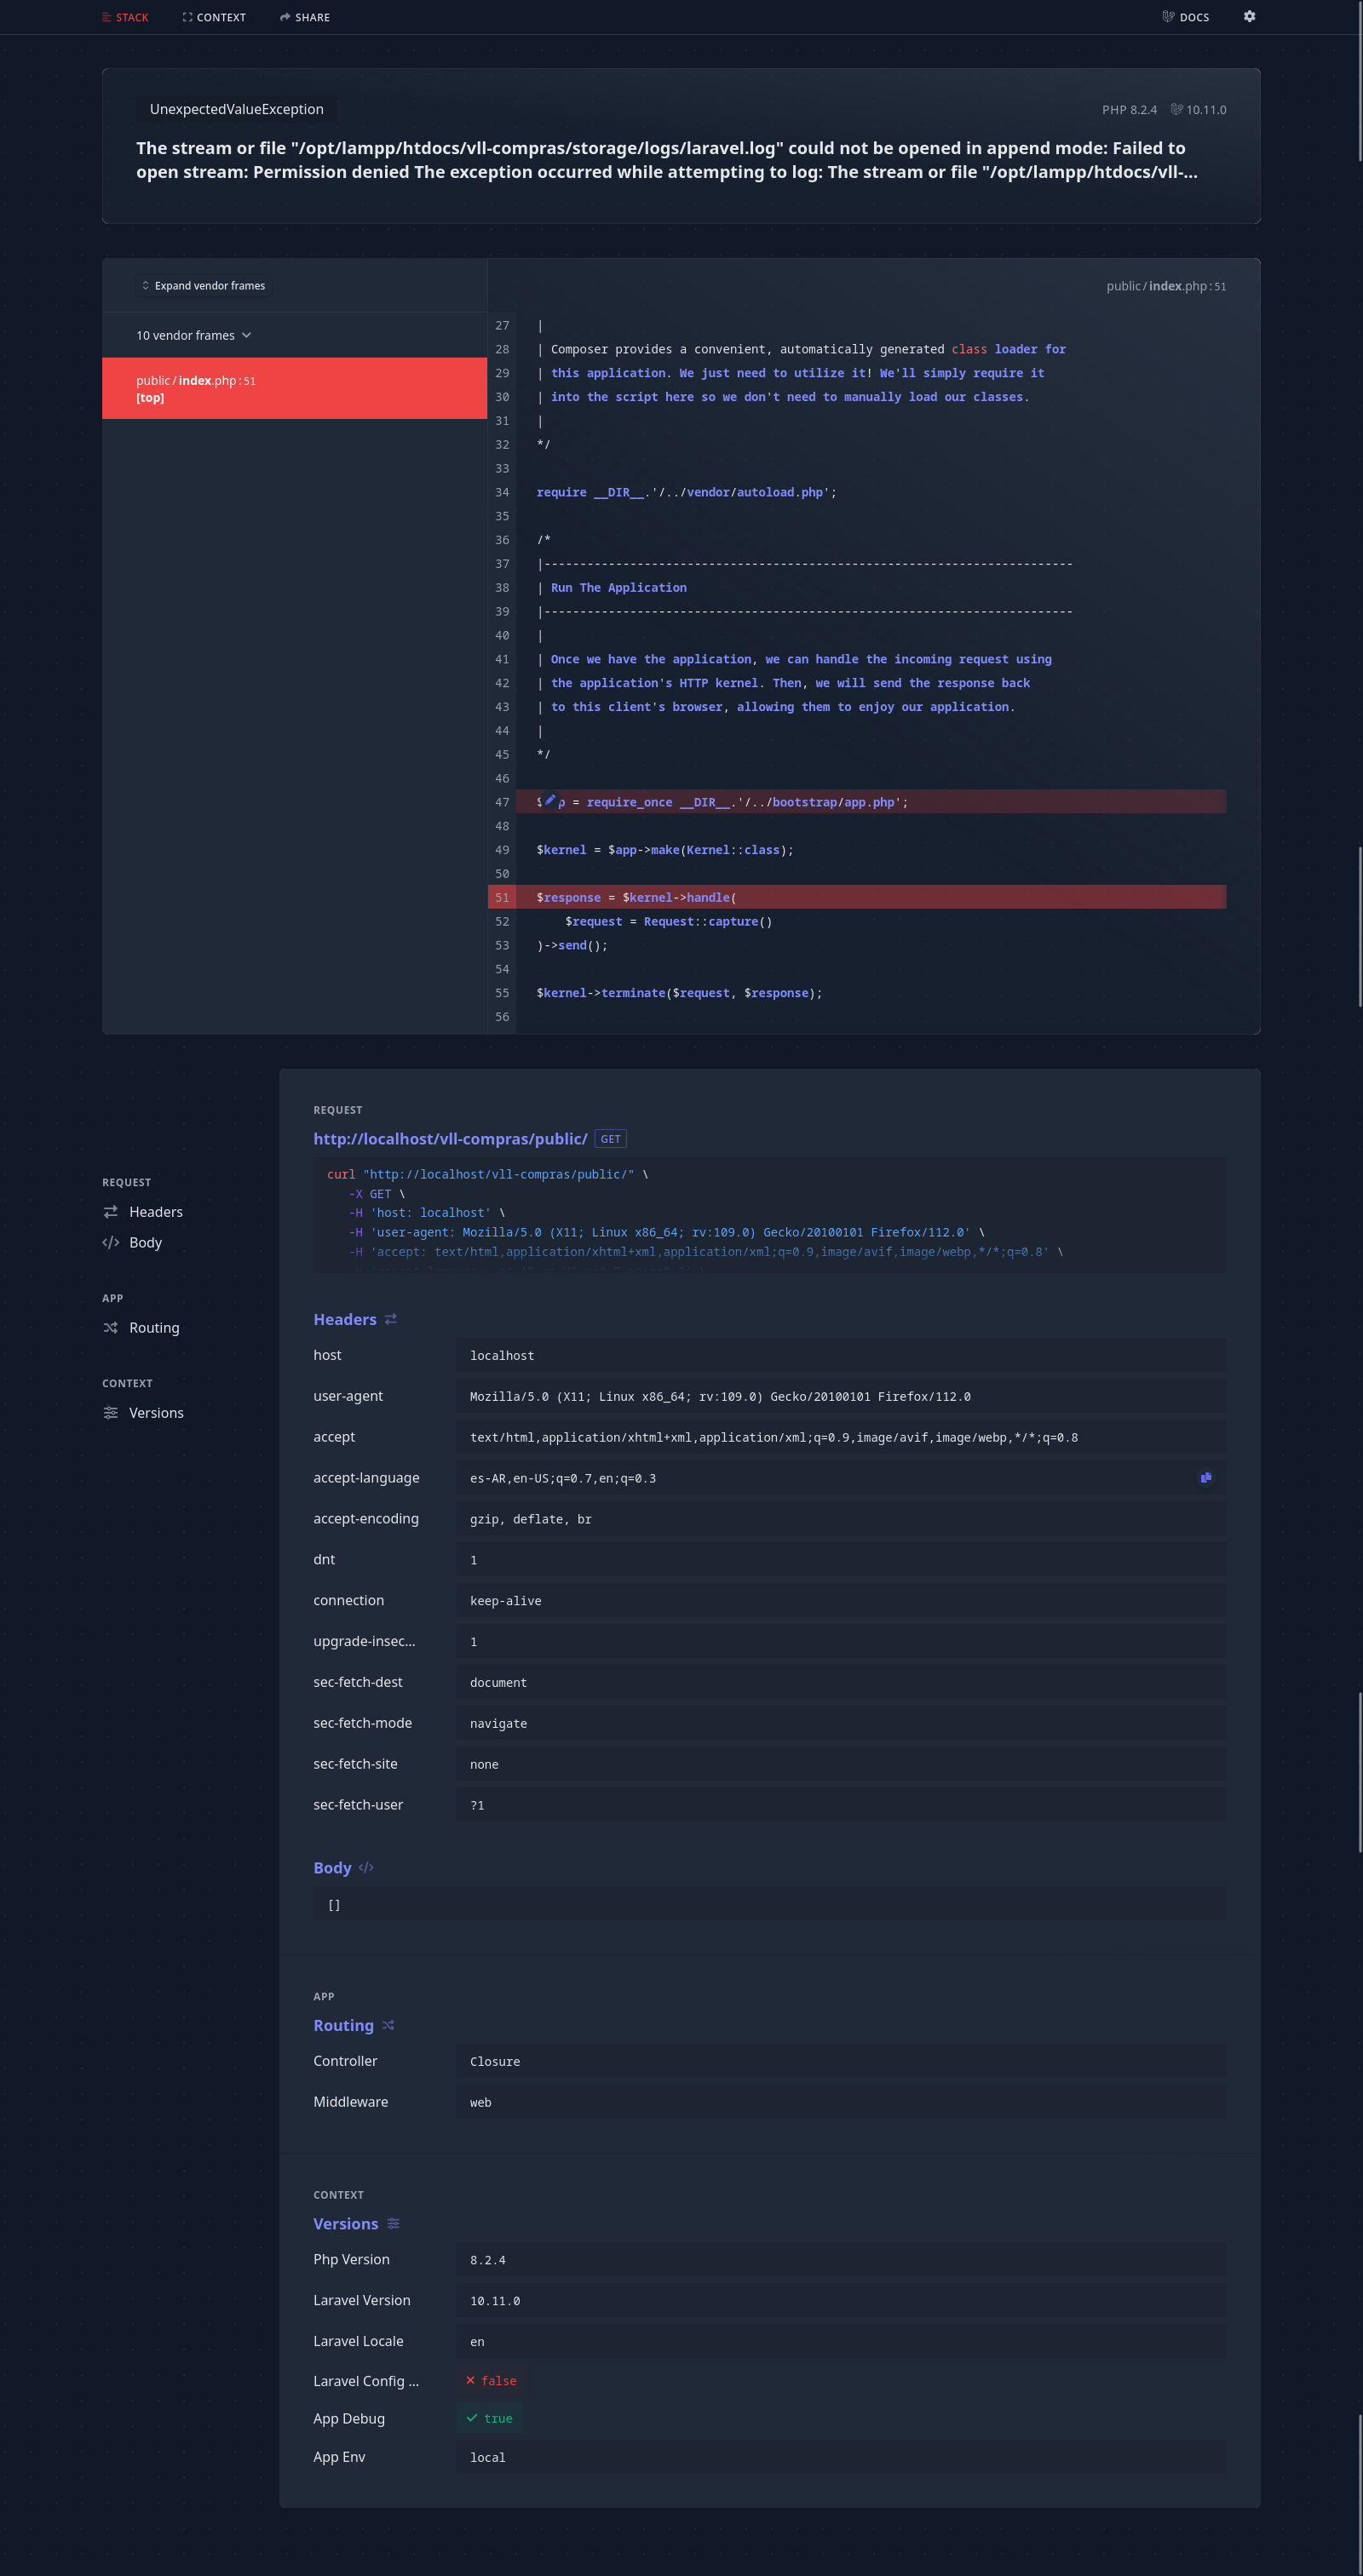 STACK
CONTEXT
SHARE
DOCS
UnexpectedValueException
PHP 8.2.4
10.11.0
The stream or file "/opt/lampp/htdocs/vll-compras/storage/logs/laravel.log" could not be opened in append mode: Failed to
open stream: Permission denied The exception occurred while attempting to log: The stream or file "/opt/lampp/htdocs/vll-...
Expand vendor frames
10 vendor frames
public / index.php : 51
[top]
public / index.php : 51
27 |
28 | Composer provides a convenient, automatically generated class loader for
29 | this application. We just need to utilize it! We'll simply require it
30 | into the script here so we don't need to manually load our classes.
31 |
32 */
33
34 require __DIR__.'/../vendor/autoload.php';
35
36 /*
37 |--------------------------------------------------------------------------
38 | Run The Application
39 |--------------------------------------------------------------------------
40 |
41 | Once we have the application, we can handle the incoming request using
42 | the application's HTTP kernel. Then, we will send the response back
43 | to this client's browser, allowing them to enjoy our application.
44 |
45 */
46
47 $ p = require_once __DIR__.'/../bootstrap/app.php';
48
49 $kernel = $app->make(Kernel::class);
50
51 $response = $kernel->handle(
52 $request = Request::capture()
53 )->send();
54
55 $kernel->terminate($request, $response);
56
REQUEST
Headers
Body
APP
Routing
CONTEXT
Versions
REQUEST
http://localhost/vll-compras/public/ GET
curl "http://localhost/vll-compras/public/" \
-X GET \
-H 'host: localhost' \
-H 'user-agent: Mozilla/5.0 (X11; Linux x86_64; rv:109.0) Gecko/20100101 Firefox/112.0' \
-H 'accept: text/html,application/xhtml+xml,application/xml;q=0.9,image/avif,image/webp,*/*;q=0.8' \
Headers
host localhost
user-agent Mozilla/5.0 (X11; Linux x86_64; rv:109.0) Gecko/20100101 Firefox/112.0
accept text/html,application/xhtml+xml,application/xml;q=0.9,image/avif,image/webp,*/*;q=0.8
accept-language es-AR,en-US;q=0.7,en;q=0.3
accept-encoding gzip, deflate, br
dnt 1
connection keep-alive
upgrade-insec... 1
sec-fetch-dest document
sec-fetch-mode navigate
sec-fetch-site none
sec-fetch-user ?1
Body
[]
APP
Routing
Controller Closure
Middleware web
CONTEXT
Versions
Php Version 8.2.4
Laravel Version 10.11.0
Laravel Locale en
Laravel Config ... false
App Debug true
App Env local